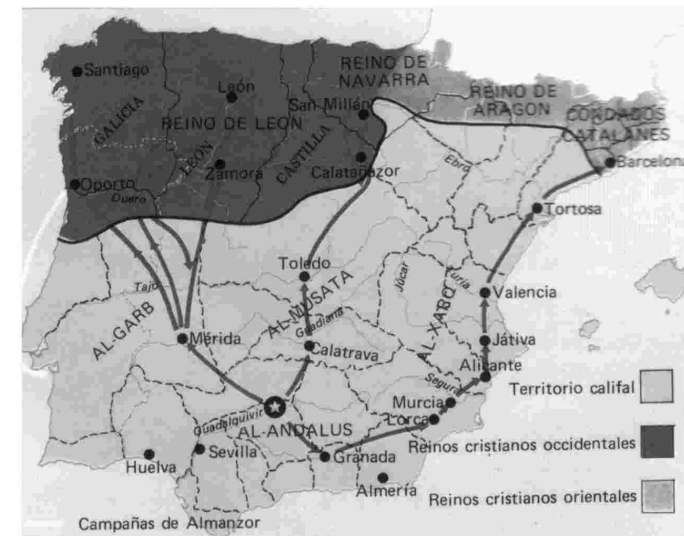 Santiago
León
REINO DE NAVARRA
REINO DE ARAGON
San Millán
GALICIA
REINO DE LEON
CONDADOS CATALANES
LEÓN
CASTILLA
Zamora
Calatañazor
Ebro
Barcelona
Oporto
Duero
Tortosa
Toledo
Tajo
AL-MUSATA
Júcar
Turia
Valencia
AL-GARB
Guadiana
AL-XARQ
Mérida
Calatrava
Játiva
Alicante
Territorio califal
Segura
Murcia
Guadalquivir
Lorca
AL-ANDALUS
Reinos cristianos occidentales
Huelva
Sevilla
Granada
Almería
Reinos cristianos orientales
Campañas de Almanzor